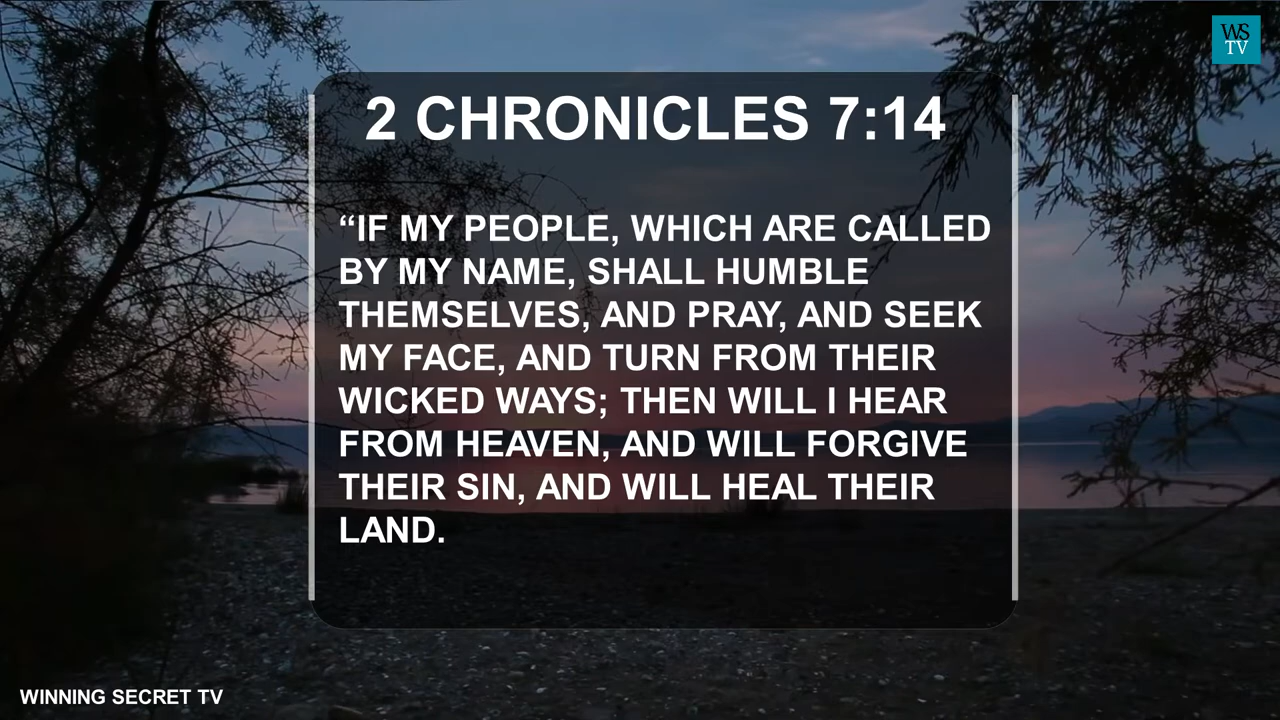 WS
TV
2 CHRONICLES 7:14
“IF MY PEOPLE, WHICH ARE CALLED
BY MY NAME, SHALL HUMBLE
THEMSELVES, AND PRAY, AND SEEK
MY FACE, AND TURN FROM THEIR
WICKED WAYS; THEN WILL I HEAR
FROM HEAVEN, AND WILL FORGIVE
THEIR SIN, AND WILL HEAL THEIR
LAND.
WINNING SECRET TV